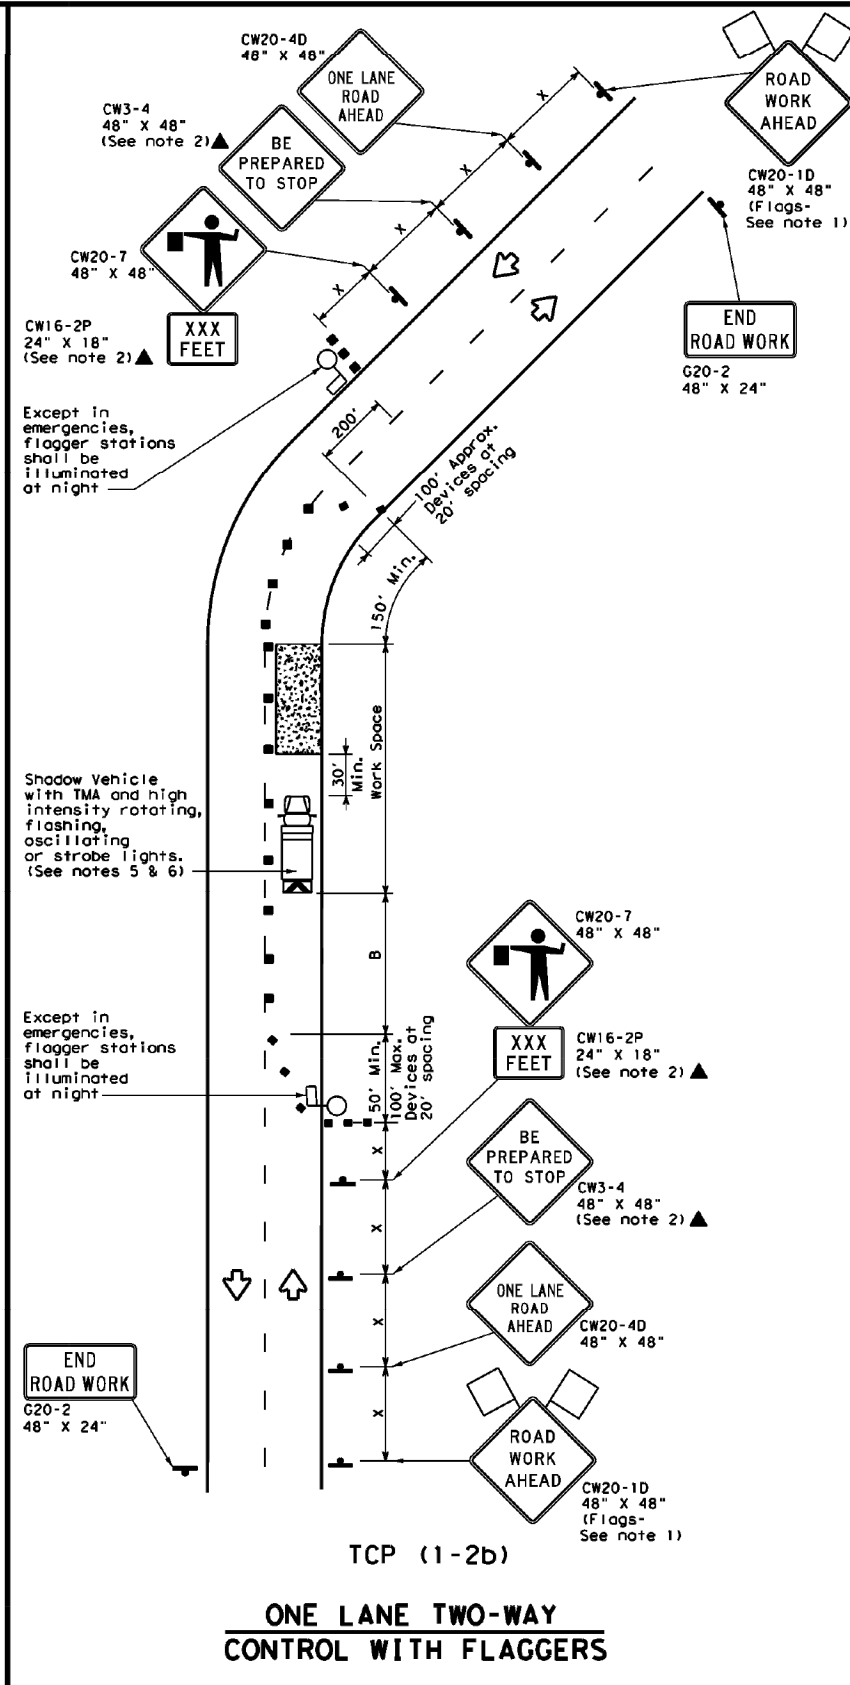 CW20-4D
48" X 48"
ONE LANE
ROAD
AHEAD
ROAD
WORK
AHEAD
CW20-1D
48" X 48"
(Flags-
See note 1)
CW3-4
48" X 48"
(See note 2)
BE
PREPARED
TO STOP
X
X
X
X
CW20-7
48" X 48"
CW16-2P
24" X 18"
(See note 2)
XXX
FEET
END
ROAD WORK
G20-2
48" X 24"
Except in
emergencies,
flagger stations
shall be
illuminated
at night
200'
100' Approx.
Devices at
20' spacing
150' Min.
Work Space
30'
Min.
Shadow Vehicle
with TMA and high
intensity rotating,
flashing,
oscillating
or strobe lights.
(See notes 5 & 6)
B
CW20-7
48" X 48"
XXX
FEET
CW16-2P
24" X 18"
(See note 2)
Except in
emergencies,
flagger stations
shall be
illuminated
at night
50' Min.
100' Max.
Devices at
20' spacing
X
BE
PREPARED
TO STOP
CW3-4
48" X 48"
(See note 2)
X
ONE LANE
ROAD
AHEAD
CW20-4D
48" X 48"
X
END
ROAD WORK
G20-2
48" X 24"
X
ROAD
WORK
AHEAD
CW20-1D
48" X 48"
(Flags-
See note 1)
TCP (1-2b)
ONE LANE TWO-WAY
CONTROL WITH FLAGGERS